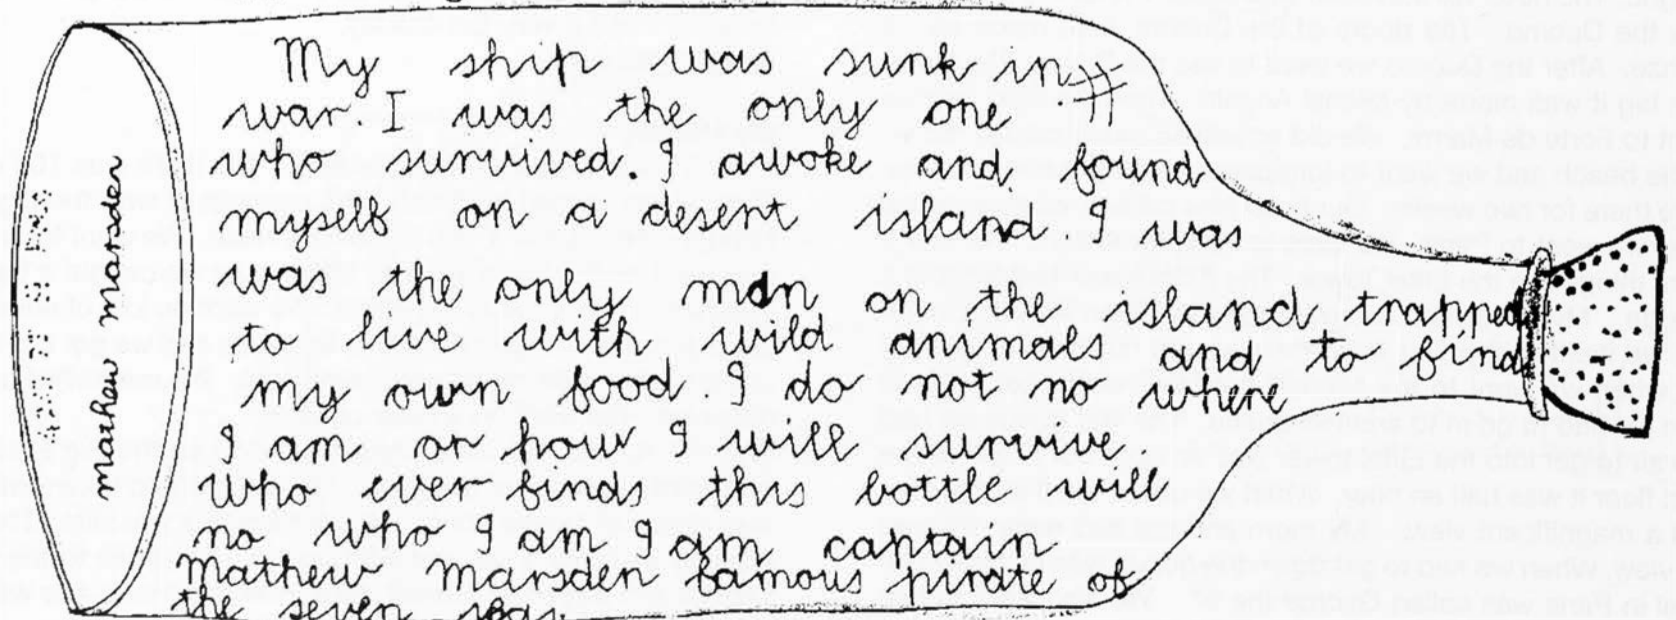 My ship was sunk in
war. I was the only one
who survived. I awoke and found
myself on a desert island I was
was the only man on the island trapped
to live with wild animals and to find
my own food. I do not no where
I am or how I will survive
who ever finds this bottle will
no who I am I am captain
Mathew Marsden famous pirate of
the seven seas
mathew marsden